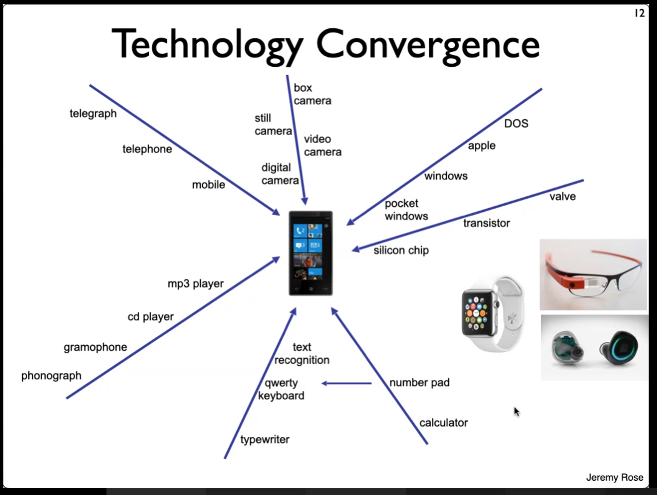 12
Technology Convergence
telegraph
telephone
mobile
box
camera
still
camera
video
camera
digital
camera
DOS
apple
windows
pocket
windows
valve
transistor
silicon chip
mp3 player
cd player
gramophone
phonograph
text
recognition
qwerty
keyboard
typewriter
number pad
calculator
Jeremy Rose